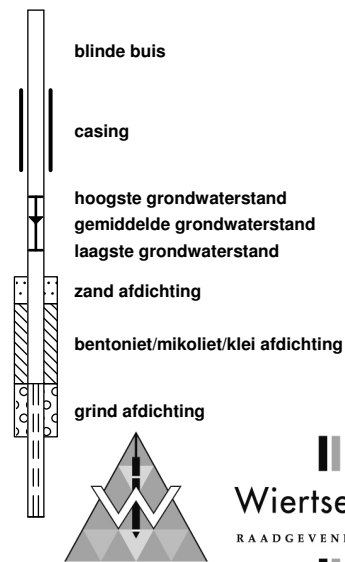 blinde buis
casing
hoogste grondwaterstand
gemiddelde grondwaterstand
laagste grondwaterstand
zand afdichting
bentoniet/mikoliet/klei afdichting
grind afdichting